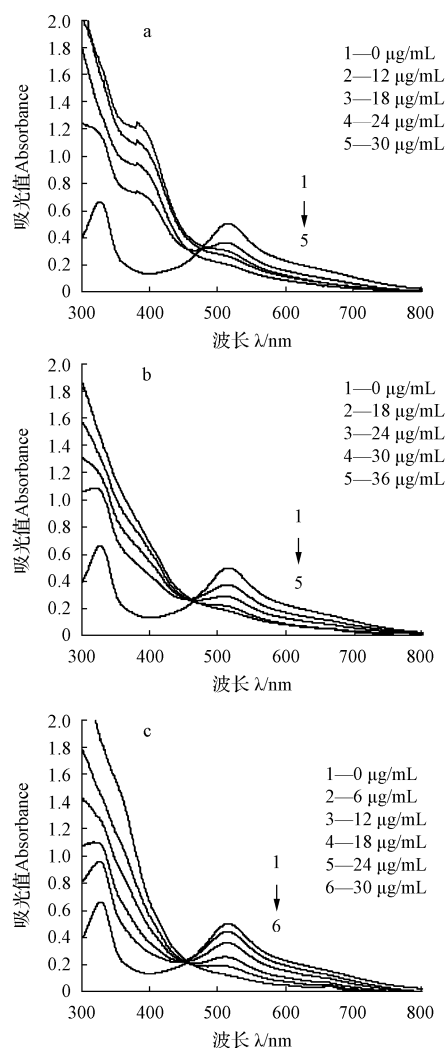 a
2.0
1.8
1.6
1.4
1.2
1.0
0.8
0.6
0.4
0.2
0
吸光值Absorbance
1—0 μg/mL
2—12 μg/mL
3—18 μg/mL
4—24 μg/mL
5—30 μg/mL
1
5
300 400 500 600 700 800
波长 λ/nm
b
2.0
1.8
1.6
1.4
1.2
1.0
0.8
0.6
0.4
0.2
0
吸光值Absorbance
1—0 μg/mL
2—18 μg/mL
3—24 μg/mL
4—30 μg/mL
5—36 μg/mL
1
5
300 400 500 600 700 800
波长 λ/nm
c
2.0
1.8
1.6
1.4
1.2
1.0
0.8
0.6
0.4
0.2
0
吸光值Absorbance
1—0 μg/mL
2—6 μg/mL
3—12 μg/mL
4—18 μg/mL
5—24 μg/mL
6—30 μg/mL
1
6
300 400 500 600 700 800
波长 λ/nm